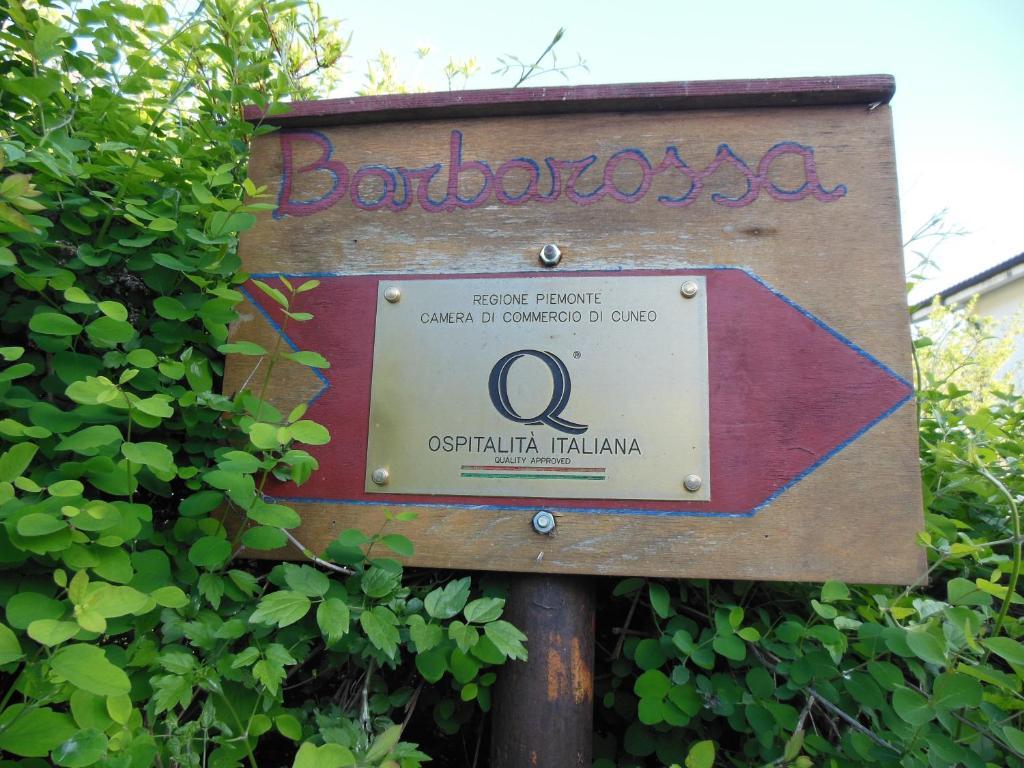 Barbarossa
REGIONE PIEMONTE
CAMERA DI COMMERCIO DI CUNEO
Q®
OSPITALITÀ ITALIANA
QUALITY APPROVED